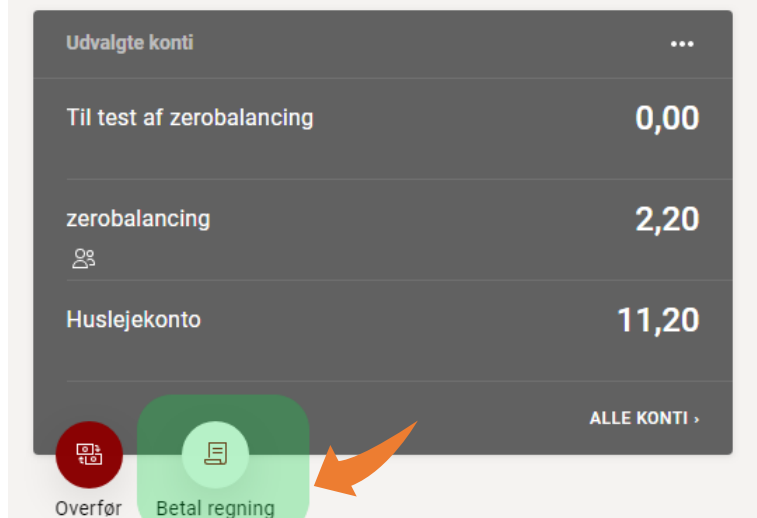 Udvalgte konti
Til test af zerobalancing 0,00
zerobalancing 2,20
Huslejekonto 11,20
ALLE KONTI ›
Overfør Betal regning